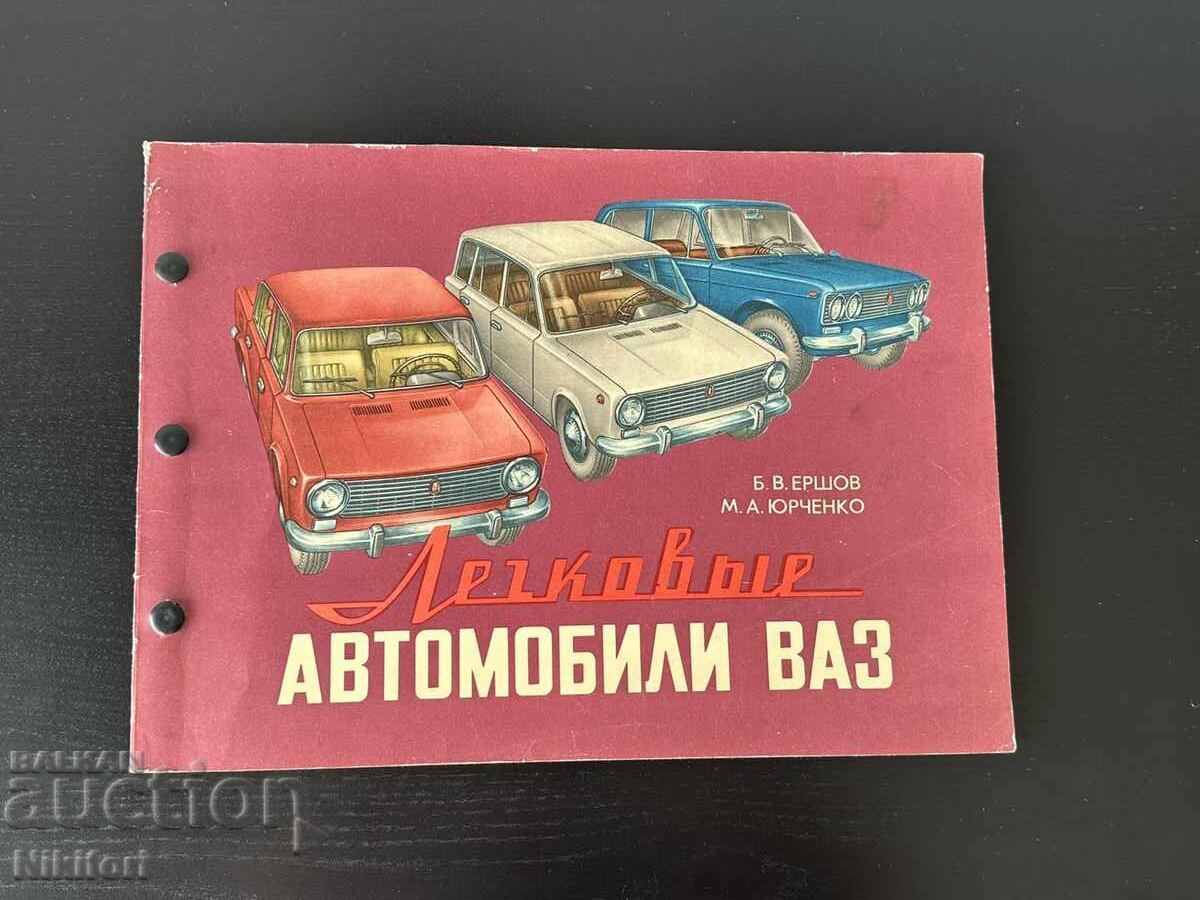 Б. В. ЕРШОВ
М. А. ЮРЧЕНКО
Легковые
АВТОМОБИЛИ ВАЗ
BALKAN
auction
Nikifori